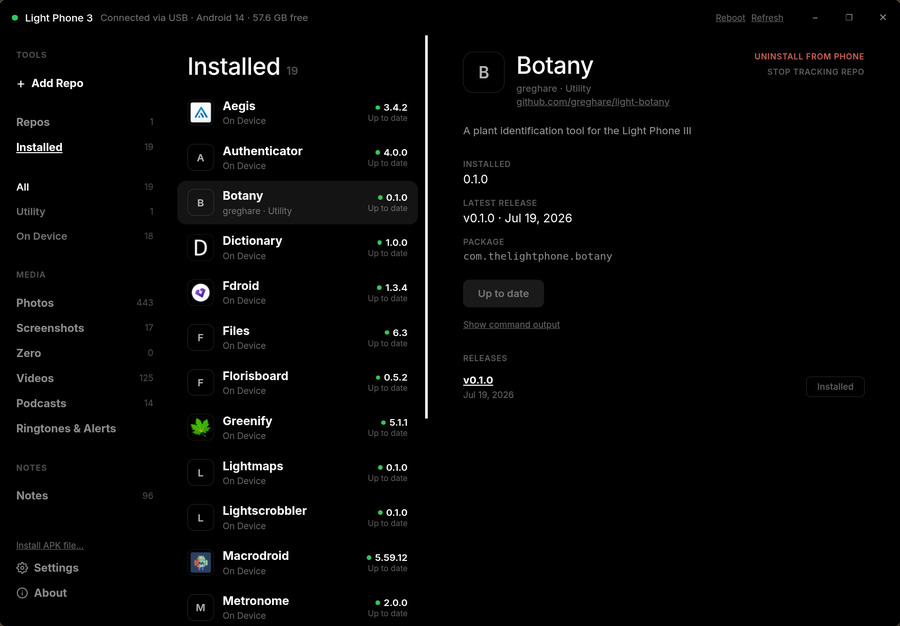 Light Phone 3 Connected via USB · Android 14 · 57.6 GB free
Reboot Refresh
TOOLS
+ Add Repo
Repos 1
Installed 19
All 19
Utility 1
On Device 18
MEDIA
Photos 443
Screenshots 17
Zero 0
Videos 125
Podcasts 14
Ringtones & Alerts
NOTES
Notes 96
Install APK file...
Settings
About
Installed 19
Aegis 3.4.2
On Device Up to date
A
Authenticator 4.0.0
On Device Up to date
B
Botany 0.1.0
greghare · Utility Up to date
D
Dictionary 1.0.0
On Device Up to date
Fdroid 1.3.4
On Device Up to date
F
Files 6.3
On Device Up to date
F
Florisboard 0.5.2
On Device Up to date
Greenify 5.1.1
On Device Up to date
L
Lightmaps 0.1.0
On Device Up to date
L
Lightscrobbler 0.1.0
On Device Up to date
Macrodroid 5.59.12
On Device Up to date
M
Metronome 2.0.0
On Device Up to date
B
Botany
greghare · Utility
github.com/greghare/light-botany
UNINSTALL FROM PHONE
STOP TRACKING REPO
A plant identification tool for the Light Phone III
INSTALLED
0.1.0
LATEST RELEASE
v0.1.0 · Jul 19, 2026
PACKAGE
com.thelightphone.botany
Up to date
Show command output
RELEASES
v0.1.0
Jul 19, 2026
Installed